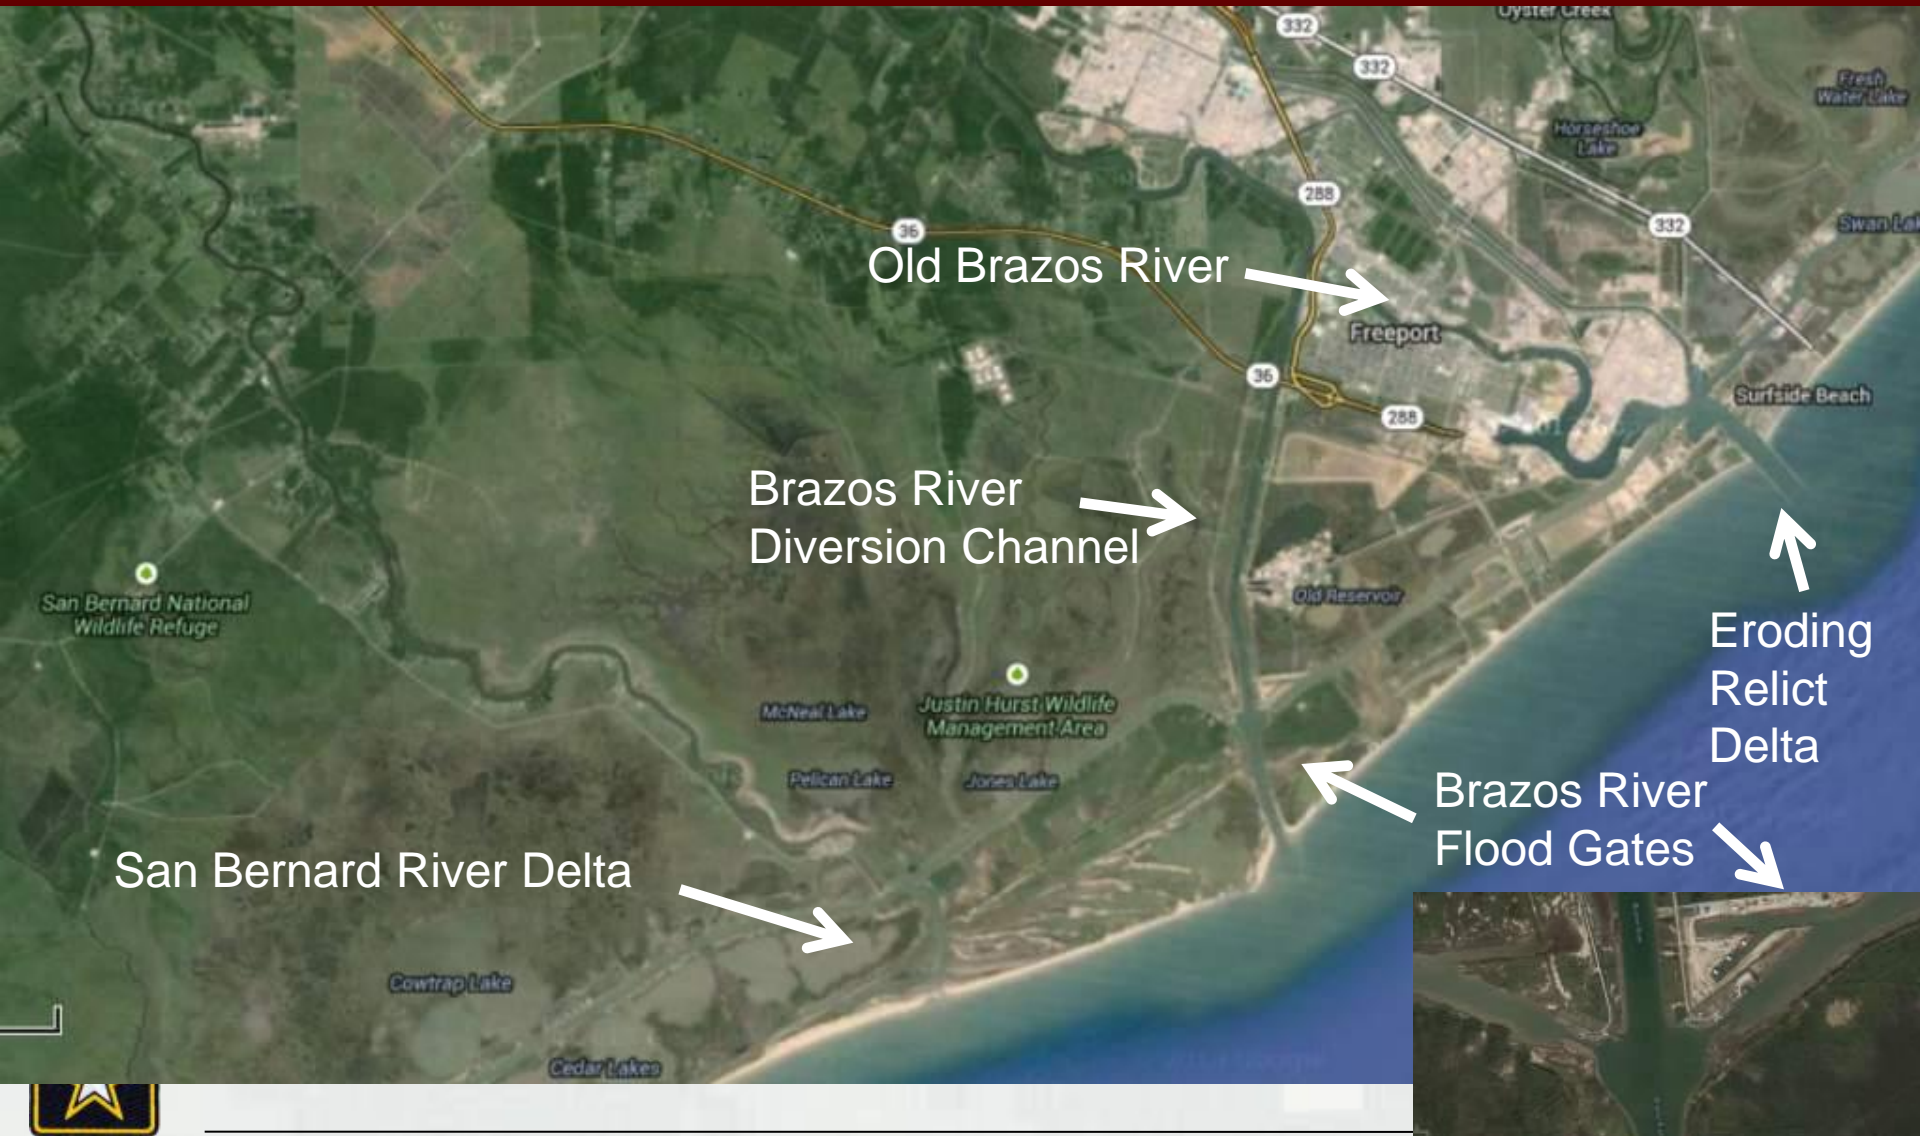 Oyster Creek
332
332
Fresh
Water Lake
Horseshoe
Lake
288
332
Swan Lak
36
Old Brazos River
Freeport
36
Surfside Beach
288
Brazos River
Diversion Channel
San Bernard National
Wildlife Refuge
Old Reservoir
Eroding
Relict
Delta
Justin Hurst Wildlife
Management Area
McNeal Lake
Pelican Lake
Jones Lake
Brazos River
Flood Gates
San Bernard River Delta
Cowtrap Lake
Cedar Lakes